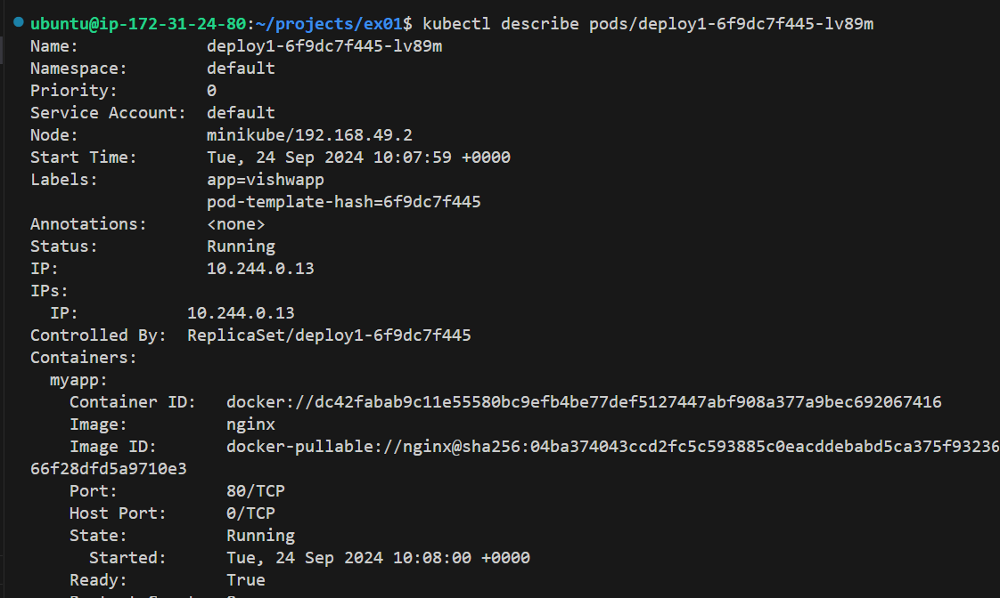 ubuntu@ip-172-31-24-80:~/projects/ex01$ kubectl describe pods/deploy1-6f9dc7f445-lv89m
Name:             deploy1-6f9dc7f445-lv89m
Namespace:        default
Priority:         0
Service Account:  default
Node:             minikube/192.168.49.2
Start Time:       Tue, 24 Sep 2024 10:07:59 +0000
Labels:           app=vishwapp
                  pod-template-hash=6f9dc7f445
Annotations:      <none>
Status:           Running
IP:               10.244.0.13
IPs:
  IP:           10.244.0.13
Controlled By:  ReplicaSet/deploy1-6f9dc7f445
Containers:
  myapp:
    Container ID:   docker://dc42fabab9c11e55580bc9efb4be77def5127447abf908a377a9bec692067416
    Image:          nginx
    Image ID:       docker-pullable://nginx@sha256:04ba374043ccd2fc5c593885c0eacddebabd5ca375f93236
66f28dfd5a9710e3
    Port:           80/TCP
    Host Port:      0/TCP
    State:          Running
      Started:      Tue, 24 Sep 2024 10:08:00 +0000
    Ready:          True